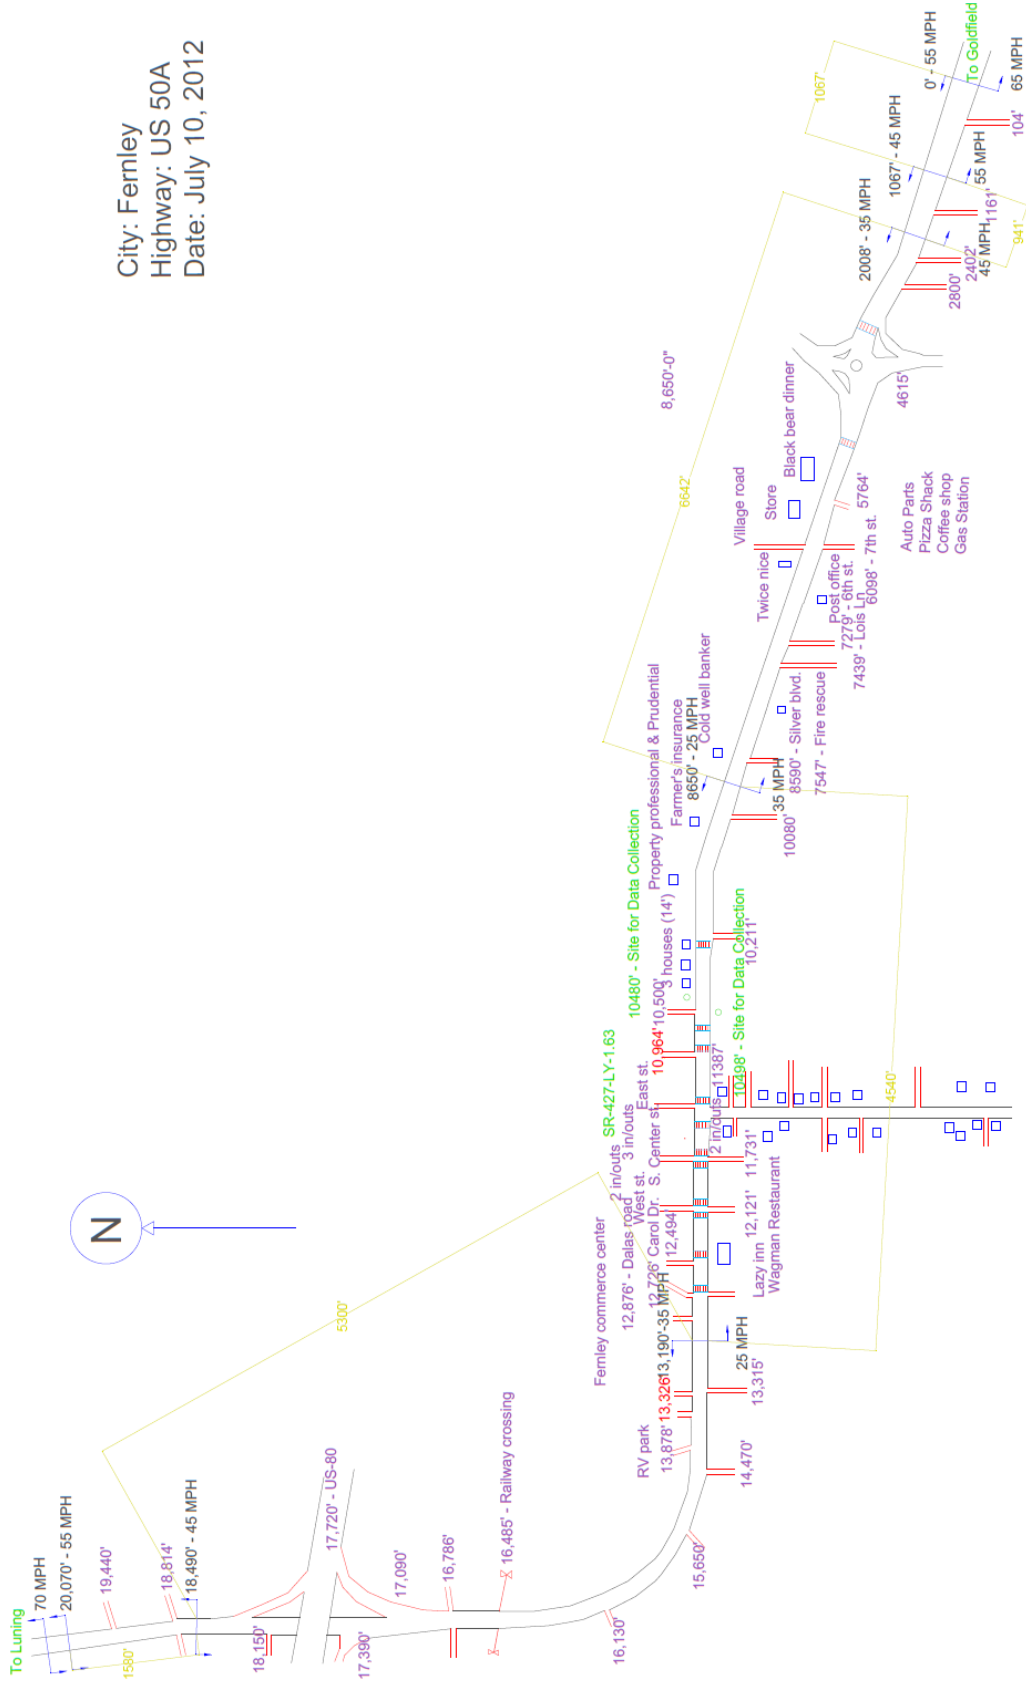 City: Fernley
Highway: US 50A
Date: July 10, 2012
N
To Goldfield
0' - 55 MPH
65 MPH
104'
1067'
1067' - 45 MPH
55 MPH
1161'
941'
2008' - 35 MPH
45 MPH
2402'
2800'
8,650'-0"
6642'
4615'
Black bear dinner
Store
Village road
Twice nice
5764'
6098' - 7th st.
Post office
7279' - 6th st.
7439' - Lois Ln
Auto Parts
Pizza Shack
Coffee shop
Gas Station
Cold well banker
8650' - 25 MPH
Farmer's insurance
Property professional & Prudential
8590' - Silver blvd.
7547' - Fire rescue
35 MPH
10080'
10480' - Site for Data Collection
3 houses (14')
10,211'
10498' - Site for Data Collection
10,500'
10,964'
SR-427-LY-1.63
East st.
11387'
3 in/outs
2 in/outs
2 in/outs
S. Center st.
11,731'
4540'
West st.
12,121'
12,494'
Carol Dr.
12,726'
12,876' - Dalas road
Fernley commerce center
Lazy inn
Wagman Restaurant
13,190'-35 MPH
25 MPH
13,315'
13,326'
13,878'
RV park
14,470'
5300'
15,650'
16,130'
16,485' - Railway crossing
16,786'
17,090'
17,390'
17,720' - US-80
18,150'
18,490' - 45 MPH
18,814'
19,440'
1580'
20,070' - 55 MPH
70 MPH
To Luning